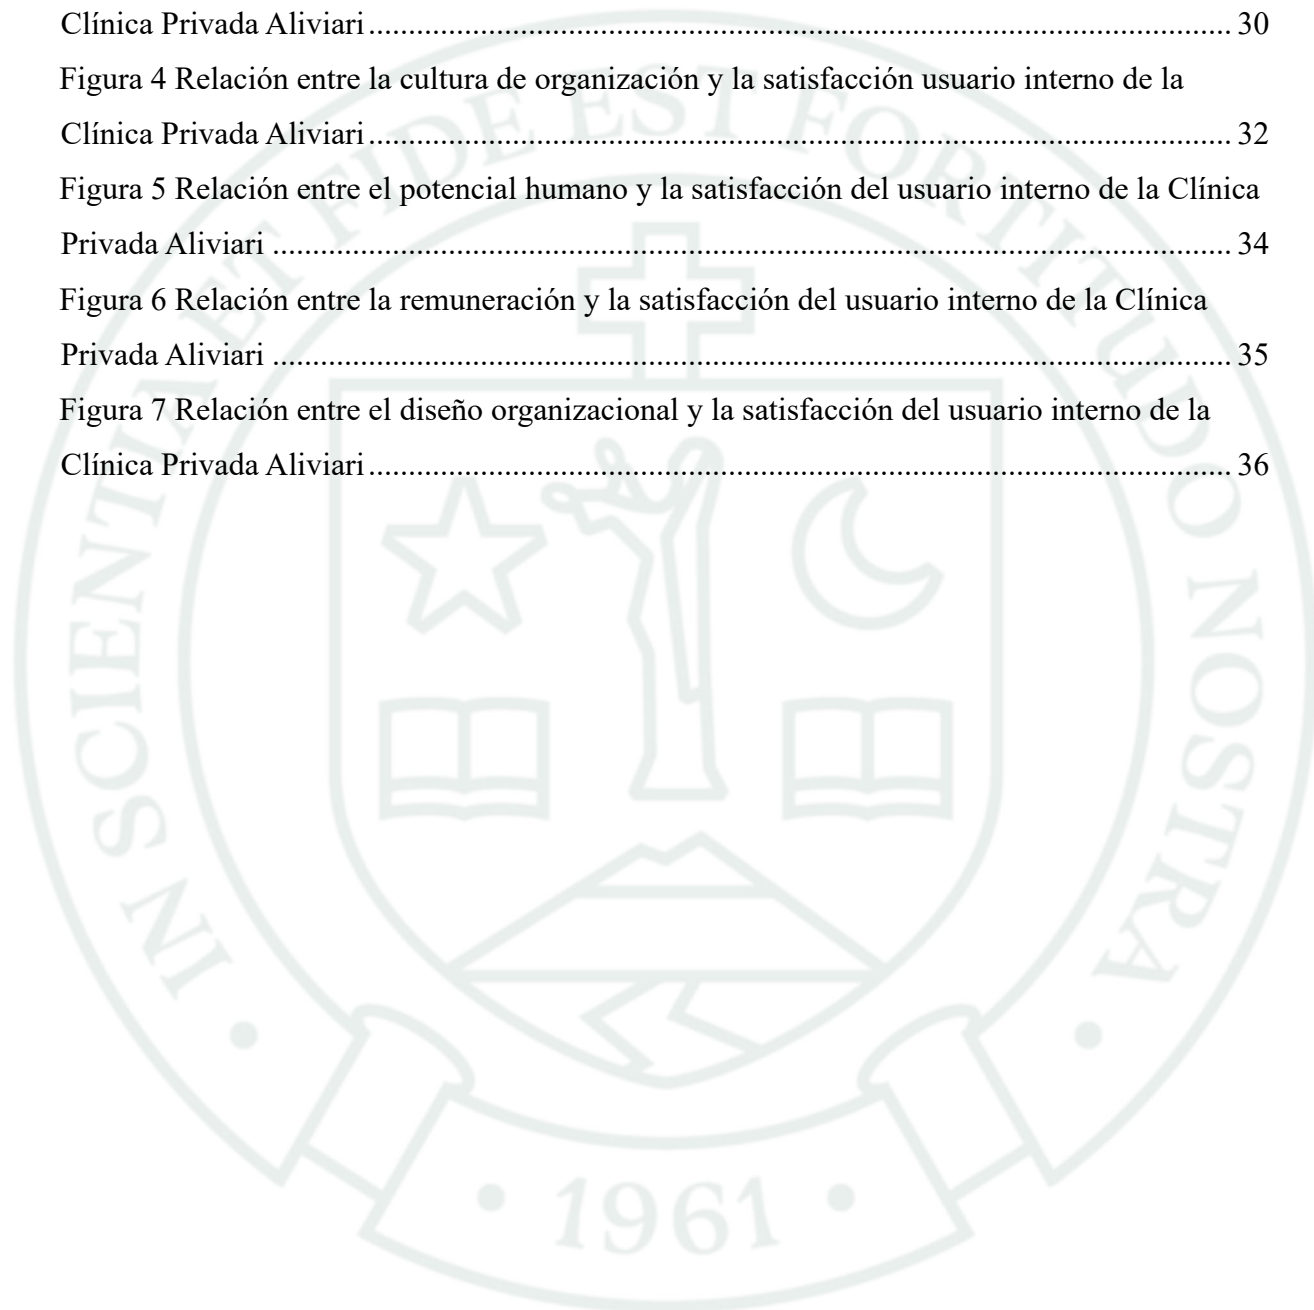 Clínica Privada Aliviari ........................................................................................................ 30
Figura 4 Relación entre la cultura de organización y la satisfacción usuario interno de la
Clínica Privada Aliviari ........................................................................................................ 32
Figura 5 Relación entre el potencial humano y la satisfacción del usuario interno de la Clínica
Privada Aliviari .................................................................................................................... 34
Figura 6 Relación entre la remuneración y la satisfacción del usuario interno de la Clínica
Privada Aliviari .................................................................................................................... 35
Figura 7 Relación entre el diseño organizacional y la satisfacción del usuario interno de la
Clínica Privada Aliviari ........................................................................................................ 36
IN SCIENTIA ET FIDE EST FORTITUDO NOSTRA
• 1961 •